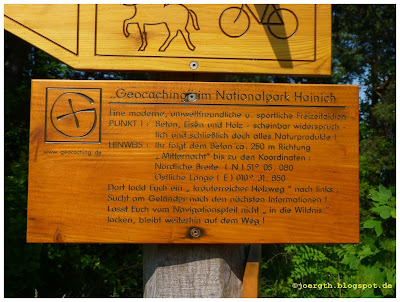 Geocaching im Nationalpark Hainich
Eine moderne, umweltfreundliche u. sportliche Freizeitaktion
PUNKT 1 : Beton, Eisen und Holz - scheinbar widersprüch -
lich und schließlich doch alles Naturprodukte !
HINWEIS : Ihr folgt dem Beton ca. 250 m Richtung
„ Mitternacht" bis zu den Koordinaten :
Nördliche Breite ( N ) 51° 05. 080
Östliche Länge ( E ) 010° 31. 850
Dort lockt Euch ein „ kräuterreicher Holzweg " nach links.
Sucht am Geländer nach den nächsten Informationen !
Lasst Euch vom Navigationspfeil nicht „ in die Wildnis "
locken, bleibt weiterhin auf dem Weg !
www.geocaching.de
©joergth.blogspot.de